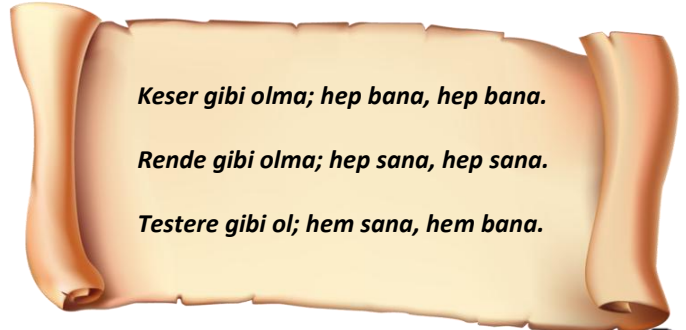 Keser gibi olma; hep bana, hep bana.
Rende gibi olma; hep sana, hep sana.
Testere gibi ol; hem sana, hem bana.